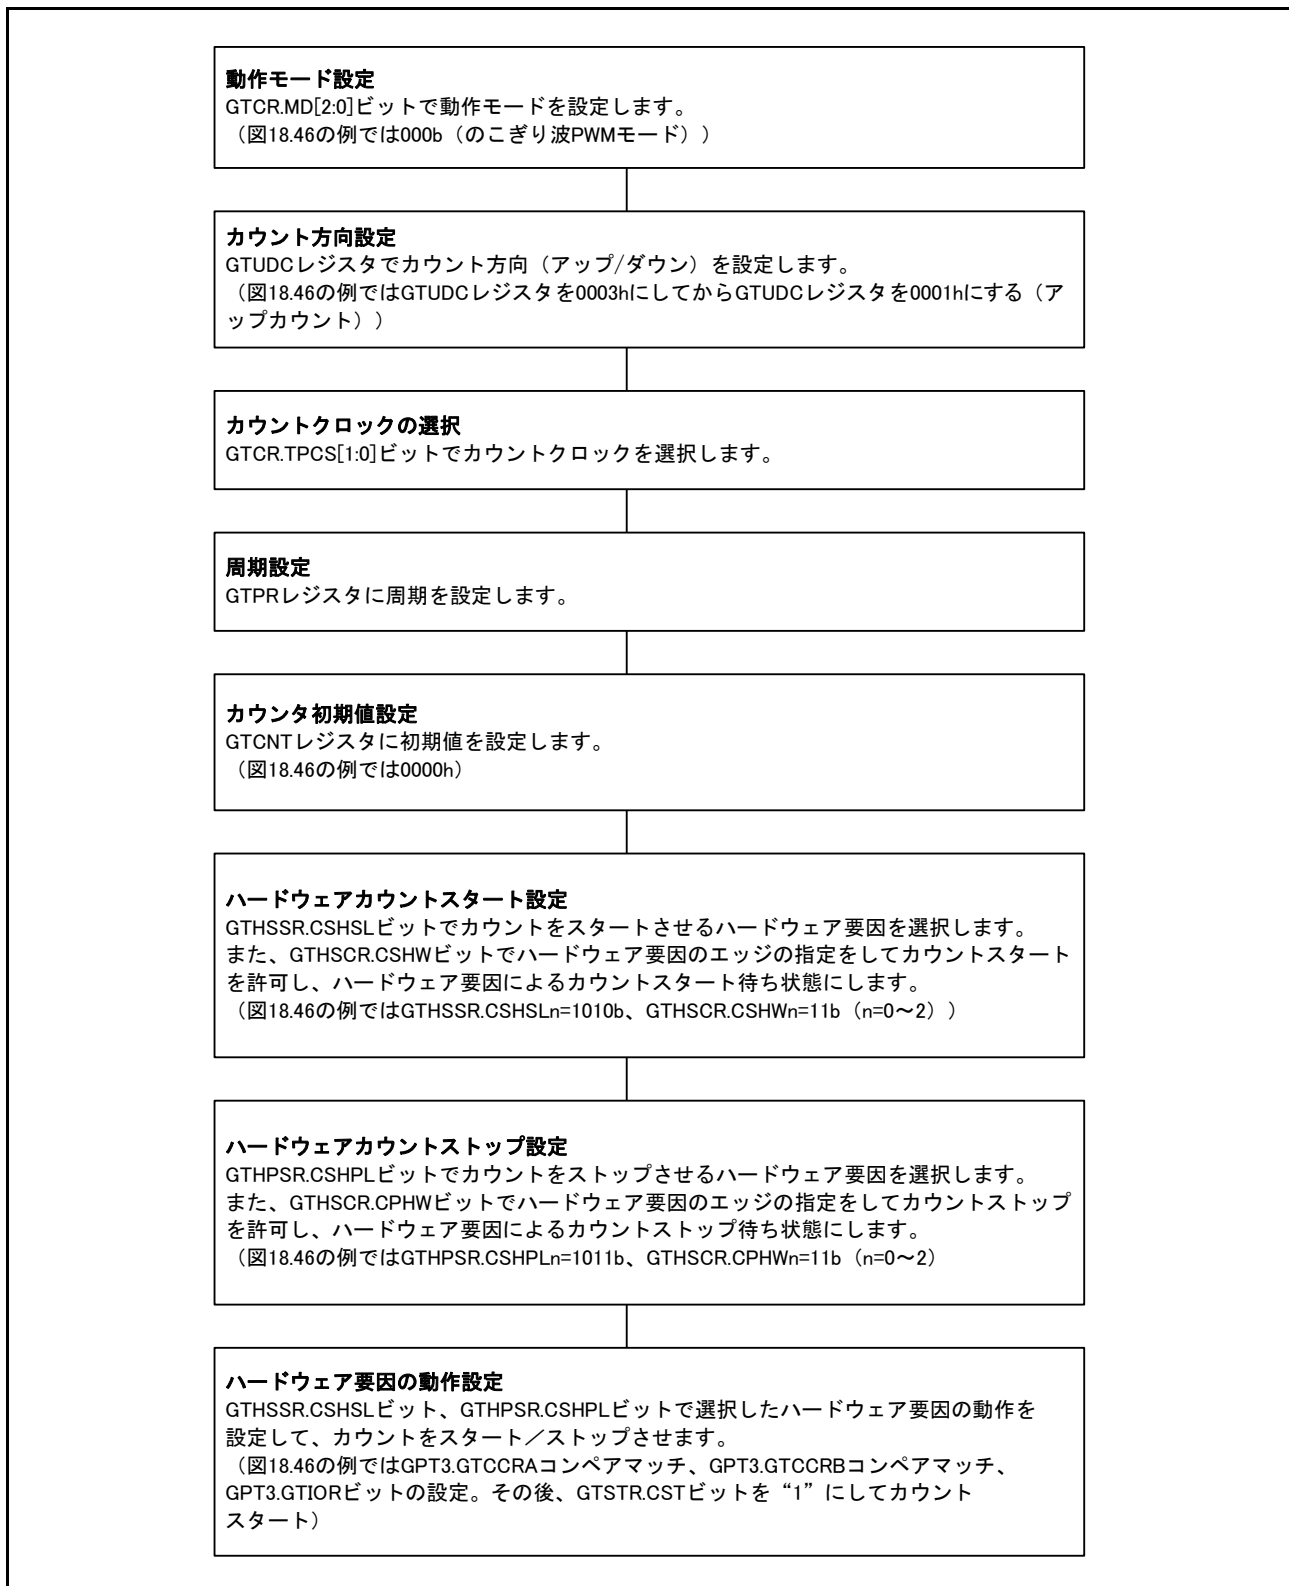 動作モード設定
GTCR.MD[2:0]ビットで動作モードを設定します。
（図18.46の例では000b（のこぎり波PWMモード））
カウント方向設定
GTUDCレジスタでカウント方向（アップ/ダウン）を設定します。
（図18.46の例ではGTUDCレジスタを0003hにしてからGTUDCレジスタを0001hにする（ア
ップカウント））
カウントクロックの選択
GTCR.TPCS[1:0]ビットでカウントクロックを選択します。
周期設定
GTPRレジスタに周期を設定します。
カウンタ初期値設定
GTCNTレジスタに初期値を設定します。
（図18.46の例では0000h）
ハードウェアカウントスタート設定
GTHSSR.CSHSLビットでカウントをスタートさせるハードウェア要因を選択します。
また、GTHSCR.CSHWビットでハードウェア要因のエッジの指定をしてカウントスタート
を許可し、ハードウェア要因によるカウントスタート待ち状態にします。
（図18.46の例ではGTHSSR.CSHSLn=1010b、GTHSCR.CSHWn=11b（n=0～2））
ハードウェアカウントストップ設定
GTHPSR.CSHPLビットでカウントをストップさせるハードウェア要因を選択します。
また、GTHSCR.CPHWビットでハードウェア要因のエッジの指定をしてカウントストップ
を許可し、ハードウェア要因によるカウントストップ待ち状態にします。
（図18.46の例ではGTHPSR.CSHPLn=1011b、GTHSCR.CPHWn=11b（n=0～2）
ハードウェア要因の動作設定
GTHSSR.CSHSLビット、GTHPSR.CSHPLビットで選択したハードウェア要因の動作を
設定して、カウントをスタート／ストップさせます。
（図18.46の例ではGPT3.GTCCRAコンペアマッチ、GPT3.GTCCRBコンペアマッチ、
GPT3.GTIORビットの設定。その後、GTSTR.CSTビットを“1”にしてカウント
スタート）